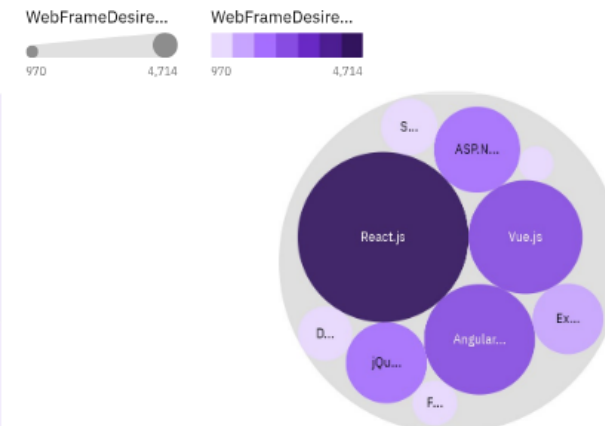 WebFrameDesire... WebFrameDesire...
970 4,714 970 4,714
S...
ASP.N...
React.js Vue.js
Ex...
D... Angular...
jQu...
F...